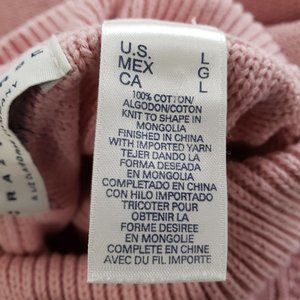 U.S. L
MEX G
CA L
100% COTTON/
ALGODON/COTON
KNIT TO SHAPE IN
MONGOLIA
FINISHED IN CHINA
WITH IMPORTED YARN
TEJER DANDO LA
FORMA DESEADA
EN MONGOLIA
COMPLETADO EN CHINA
CON HILO IMPORTADO
TRICOTER POUR
OBTENIR LA
FORME DESIREE
EN MONGOLIE
COMPLETE EN CHINE
AVEC DU FIL IMPORTE